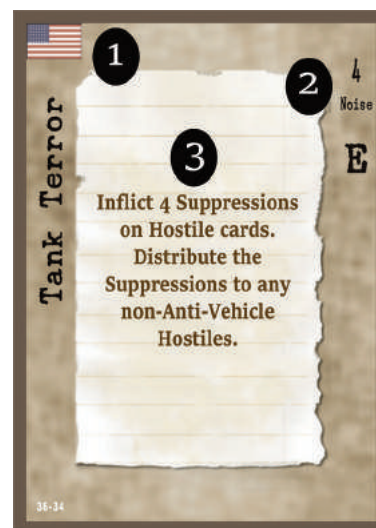 1
2
4
Noise
E
Tank Terror
3
Inflict 4 Suppressions
on Hostile cards.
Distribute the
Suppressions to any
non-Anti-Vehicle
Hostiles.
36-34